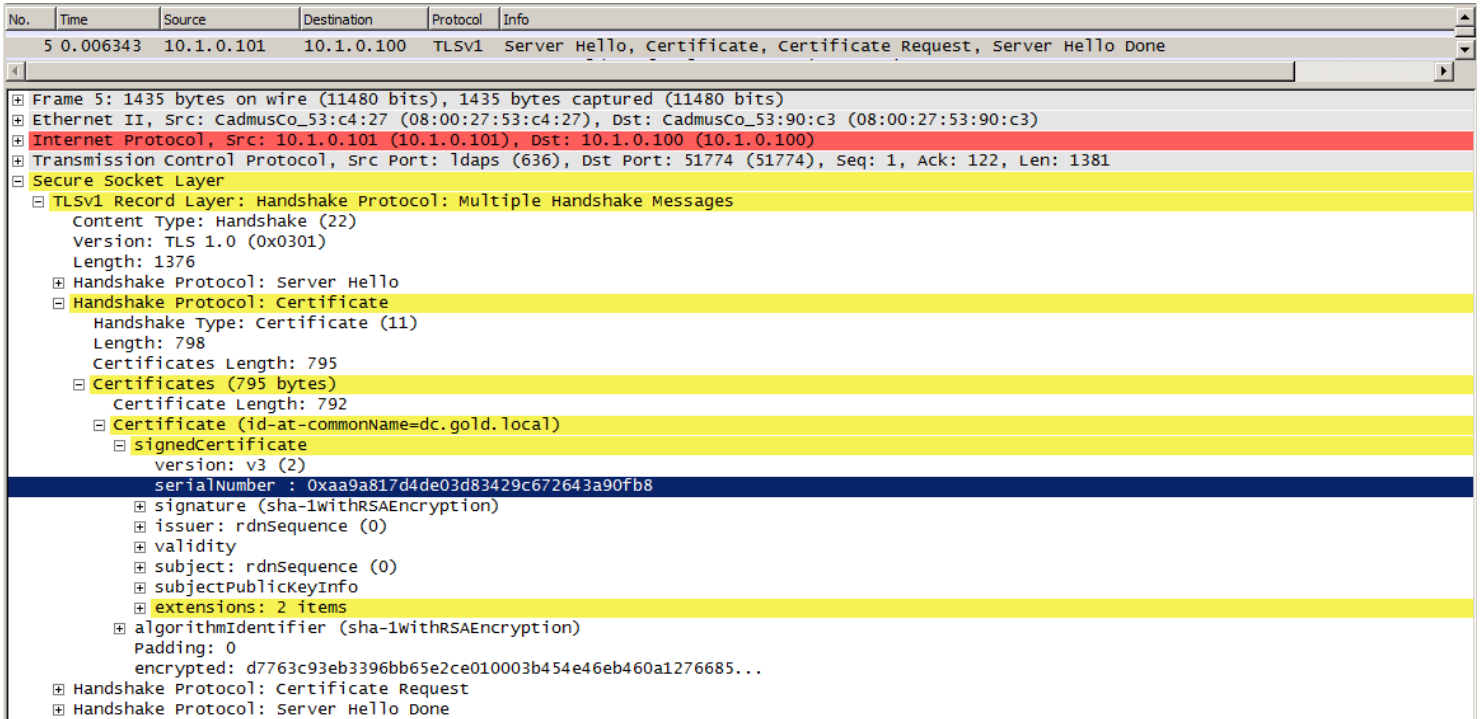 No. Time Source Destination Protocol Info
5 0.006343 10.1.0.101 10.1.0.100 TLSv1 Server Hello, Certificate, Certificate Request, Server Hello Done
Frame 5: 1435 bytes on wire (11480 bits), 1435 bytes captured (11480 bits)
Ethernet II, Src: CadmusCo_53:c4:27 (08:00:27:53:c4:27), Dst: CadmusCo_53:90:c3 (08:00:27:53:90:c3)
Internet Protocol, Src: 10.1.0.101 (10.1.0.101), Dst: 10.1.0.100 (10.1.0.100)
Transmission Control Protocol, Src Port: ldaps (636), Dst Port: 51774 (51774), Seq: 1, Ack: 122, Len: 1381
Secure Socket Layer
TLSv1 Record Layer: Handshake Protocol: Multiple Handshake Messages
Content Type: Handshake (22)
Version: TLS 1.0 (0x0301)
Length: 1376
Handshake Protocol: Server Hello
Handshake Protocol: Certificate
Handshake Type: Certificate (11)
Length: 798
Certificates Length: 795
Certificates (795 bytes)
Certificate Length: 792
Certificate (id-at-commonName=dc.gold.local)
signedCertificate
version: v3 (2)
serialNumber : 0xaa9a817d4de03d83429c672643a90fb8
signature (sha-1WithRSAEncryption)
issuer: rdnSequence (0)
validity
subject: rdnSequence (0)
subjectPublicKeyInfo
extensions: 2 items
algorithmIdentifier (sha-1WithRSAEncryption)
Padding: 0
encrypted: d7763c93eb3396bb65e2ce010003b454e46eb460a1276685...
Handshake Protocol: Certificate Request
Handshake Protocol: Server Hello Done